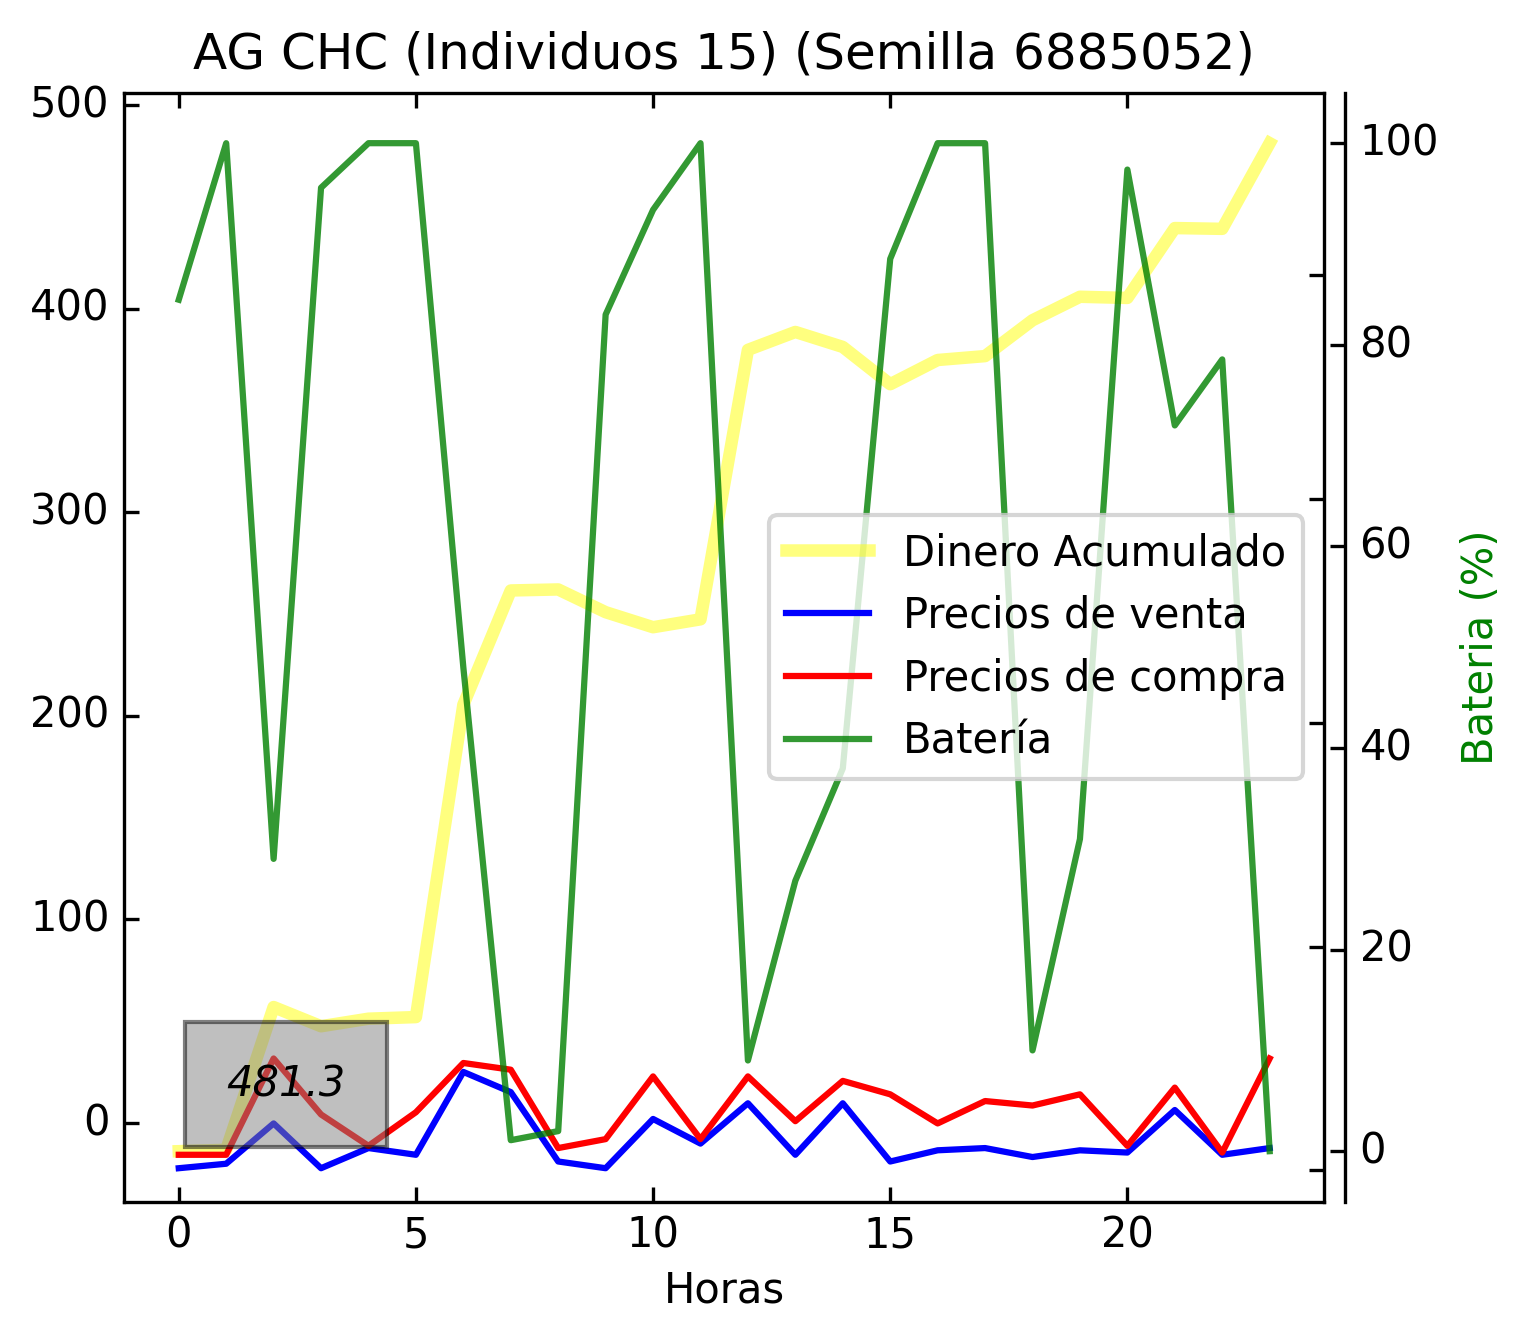 AG CHC (Individuos 15) (Semilla 6885052)
500
400
300
200
100
0
100
80
60
40
20
0
Bateria (%)
Dinero Acumulado
Precios de venta
Precios de compra
Batería
481.3
0 5 10 15 20
Horas